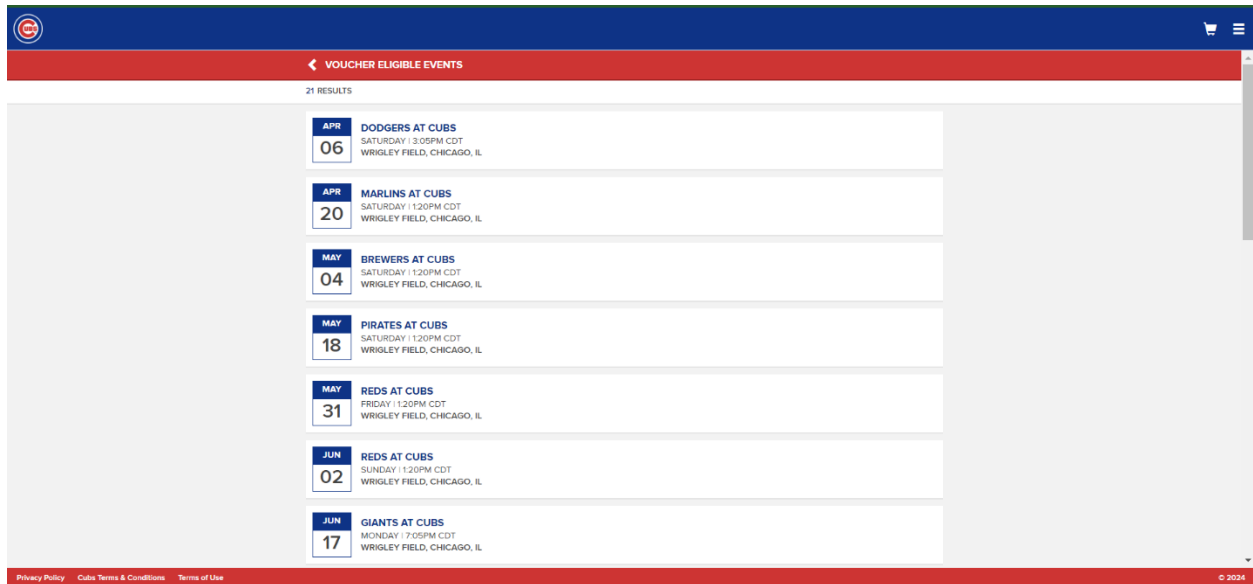 CUBS
VOUCHER ELIGIBLE EVENTS
21 RESULTS
APR
06
DODGERS AT CUBS
SATURDAY | 3:05PM CDT
WRIGLEY FIELD, CHICAGO, IL
APR
20
MARLINS AT CUBS
SATURDAY | 1:20PM CDT
WRIGLEY FIELD, CHICAGO, IL
MAY
04
BREWERS AT CUBS
SATURDAY | 1:20PM CDT
WRIGLEY FIELD, CHICAGO, IL
MAY
18
PIRATES AT CUBS
SATURDAY | 1:20PM CDT
WRIGLEY FIELD, CHICAGO, IL
MAY
31
REDS AT CUBS
FRIDAY | 1:20PM CDT
WRIGLEY FIELD, CHICAGO, IL
JUN
02
REDS AT CUBS
SUNDAY | 1:20PM CDT
WRIGLEY FIELD, CHICAGO, IL
JUN
17
GIANTS AT CUBS
MONDAY | 7:05PM CDT
WRIGLEY FIELD, CHICAGO, IL
Privacy Policy Cubs Terms & Conditions Terms of Use © 2024